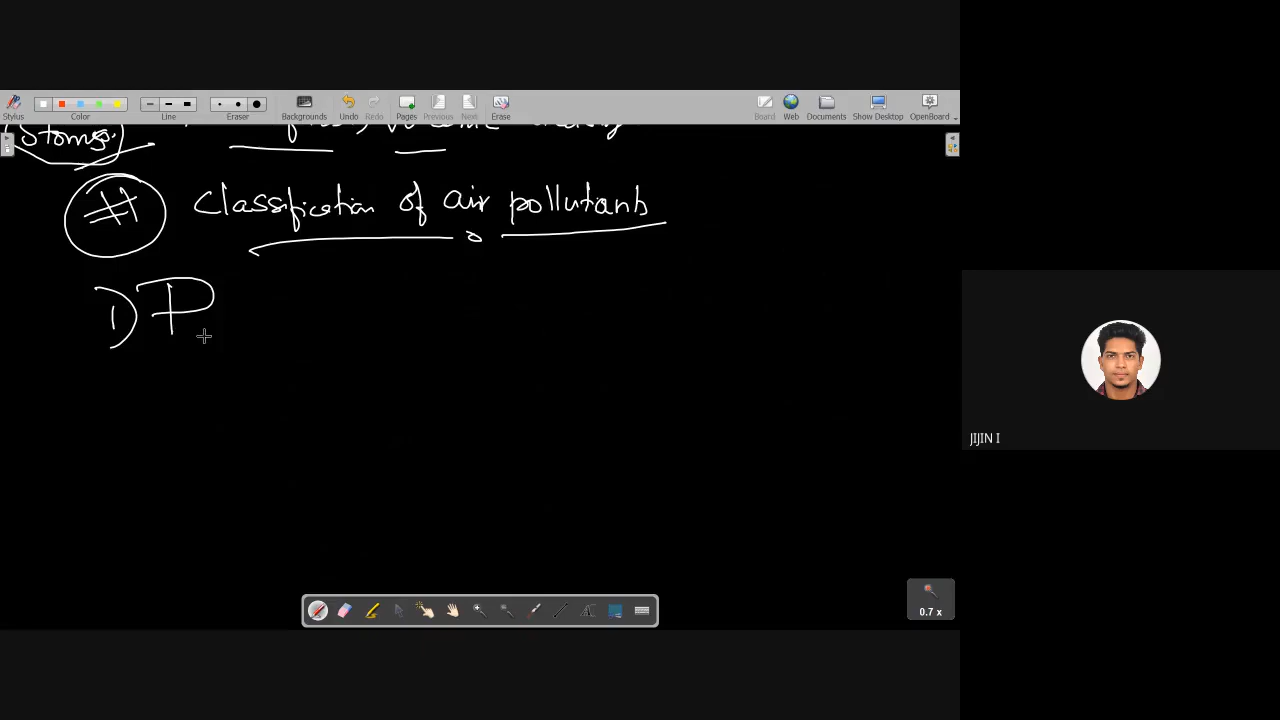 Stylus Color Line Eraser Backgrounds Undo Redo Pages Previous Next Erase Board Web Documents Show Desktop OpenBoard
# Classification of air pollutants
1) P
JIJIN I
0.7 x